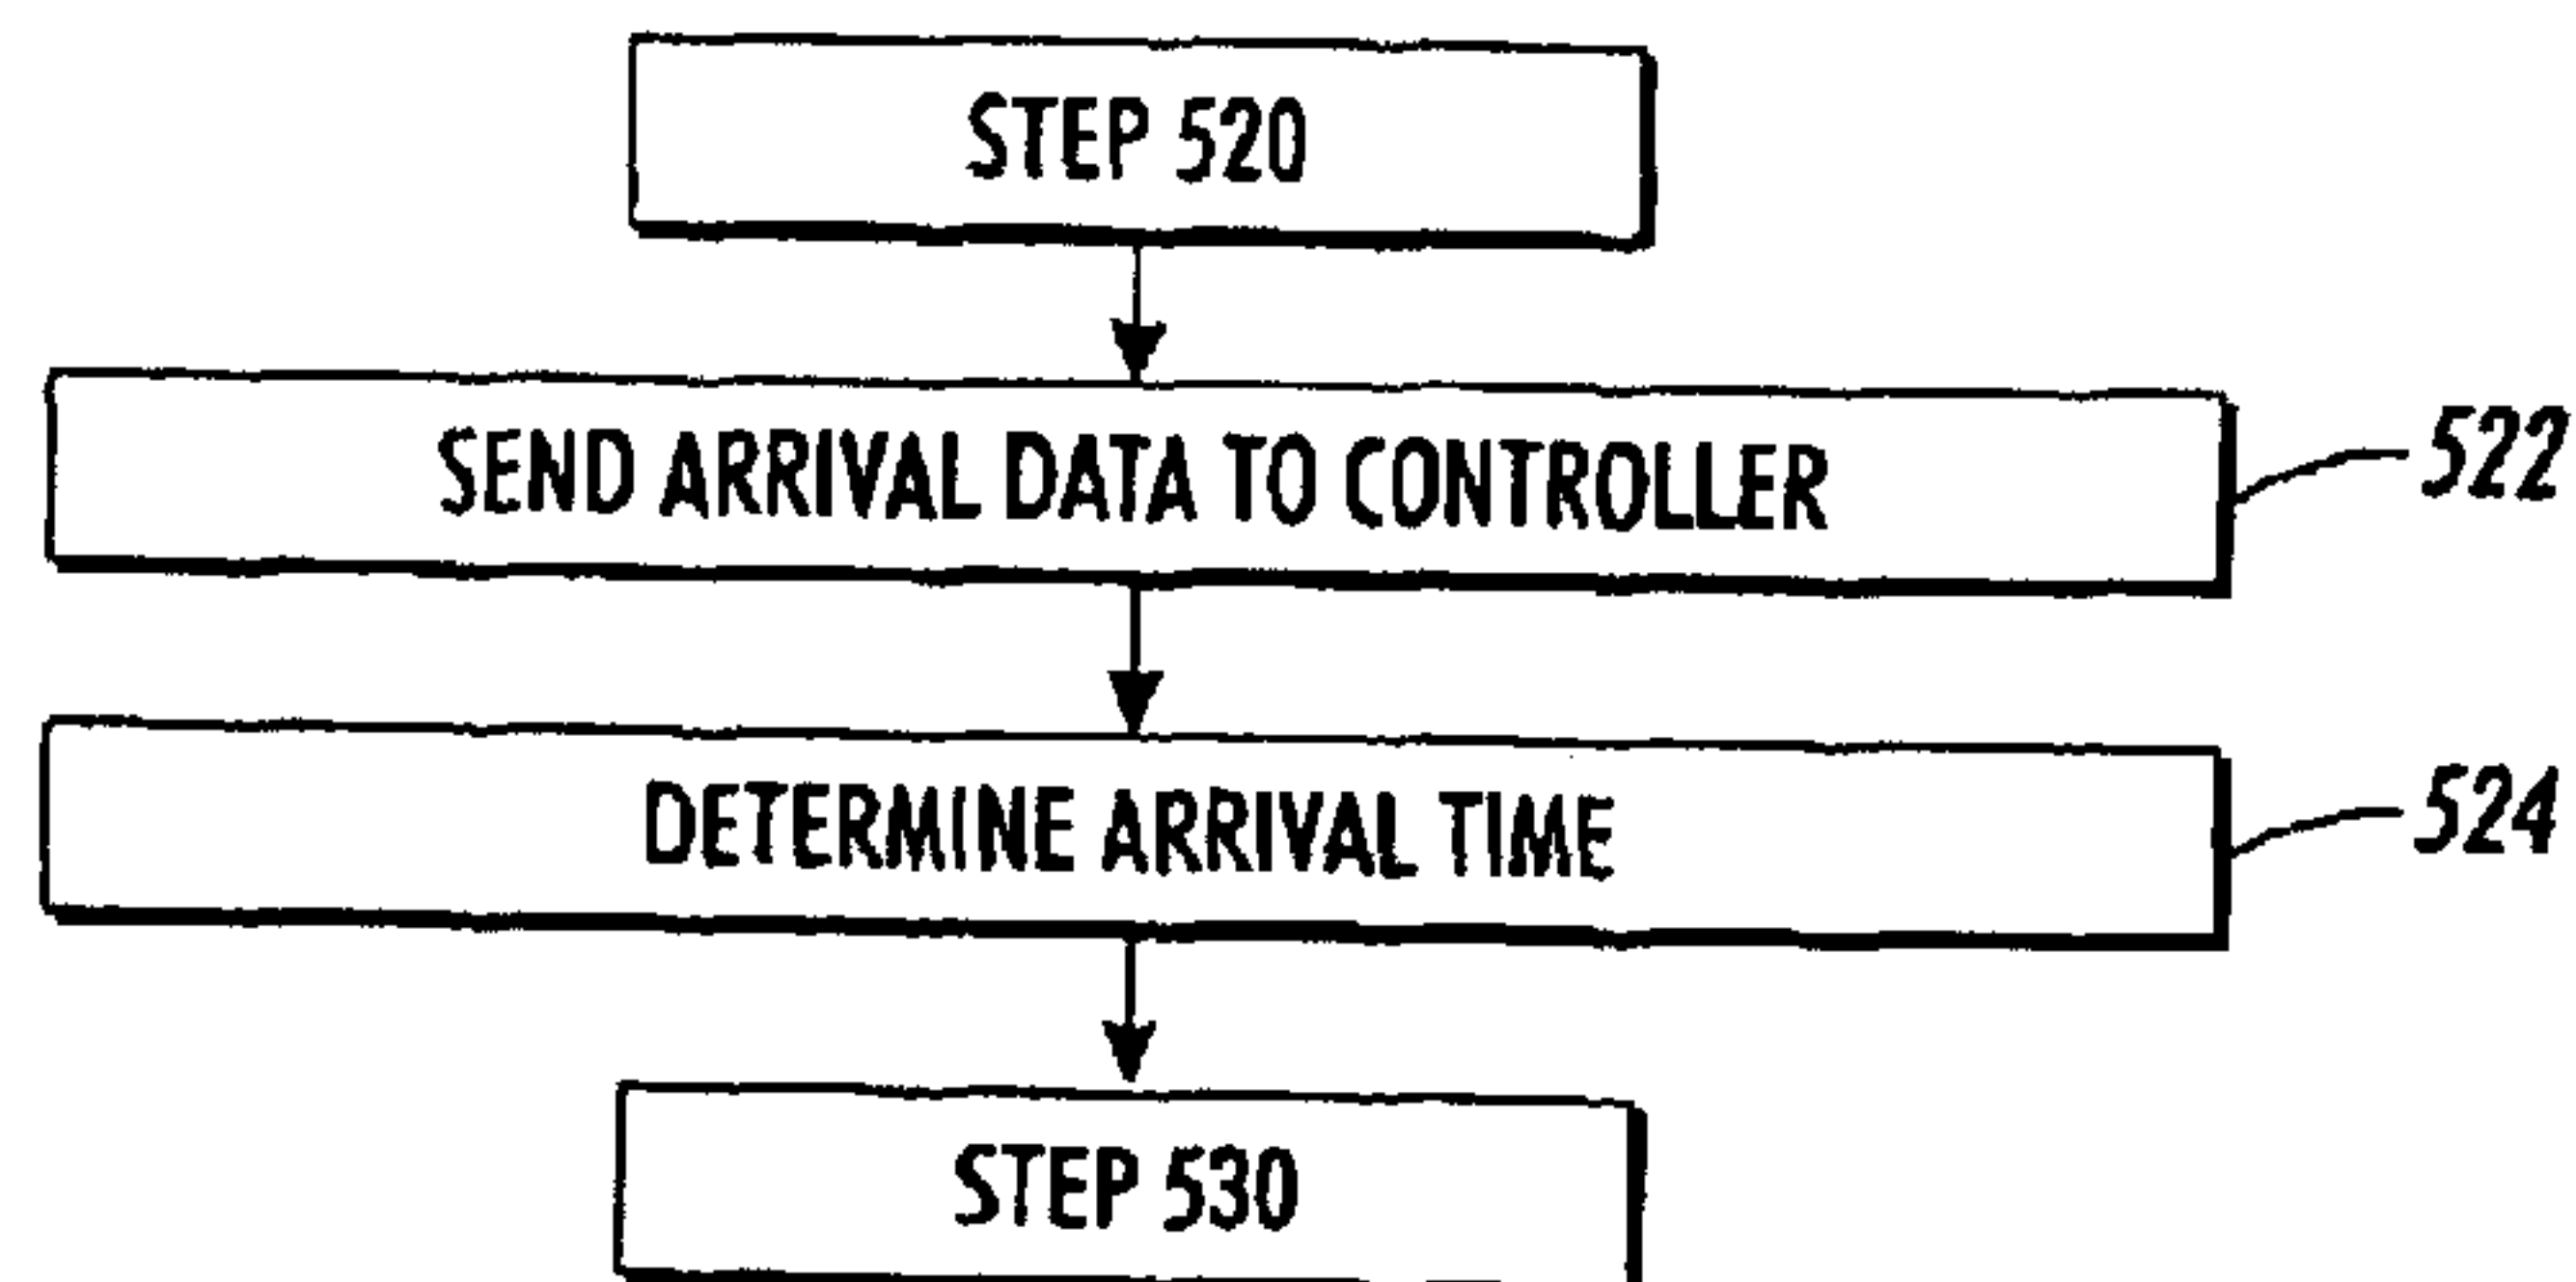 STEP 520
SEND ARRIVAL DATA TO CONTROLLER
522
DETERMINE ARRIVAL TIME
524
STEP 530